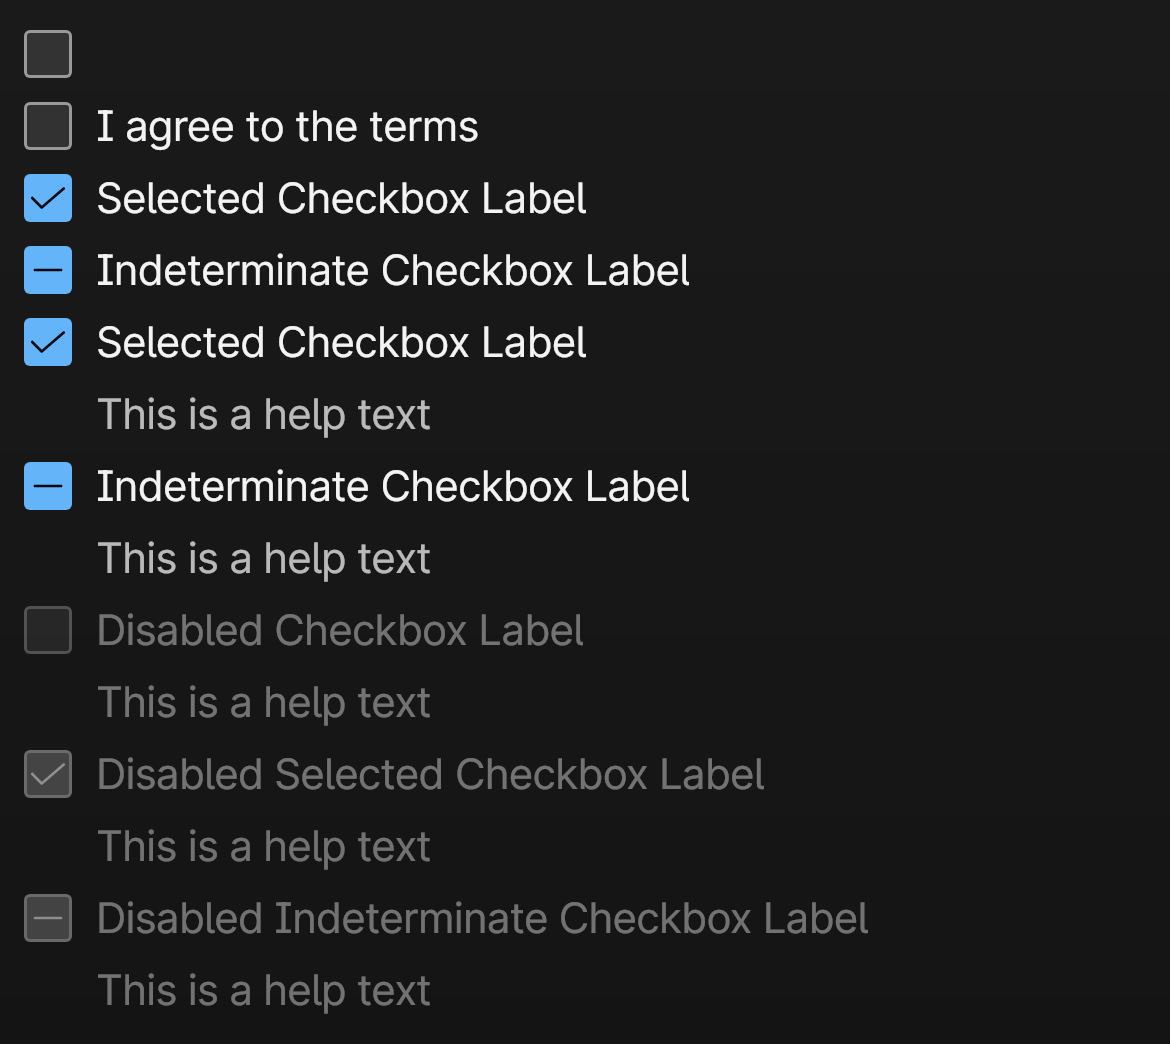 I agree to the terms
Selected Checkbox Label
Indeterminate Checkbox Label
Selected Checkbox Label
This is a help text
Indeterminate Checkbox Label
This is a help text
Disabled Checkbox Label
This is a help text
Disabled Selected Checkbox Label
This is a help text
Disabled Indeterminate Checkbox Label
This is a help text